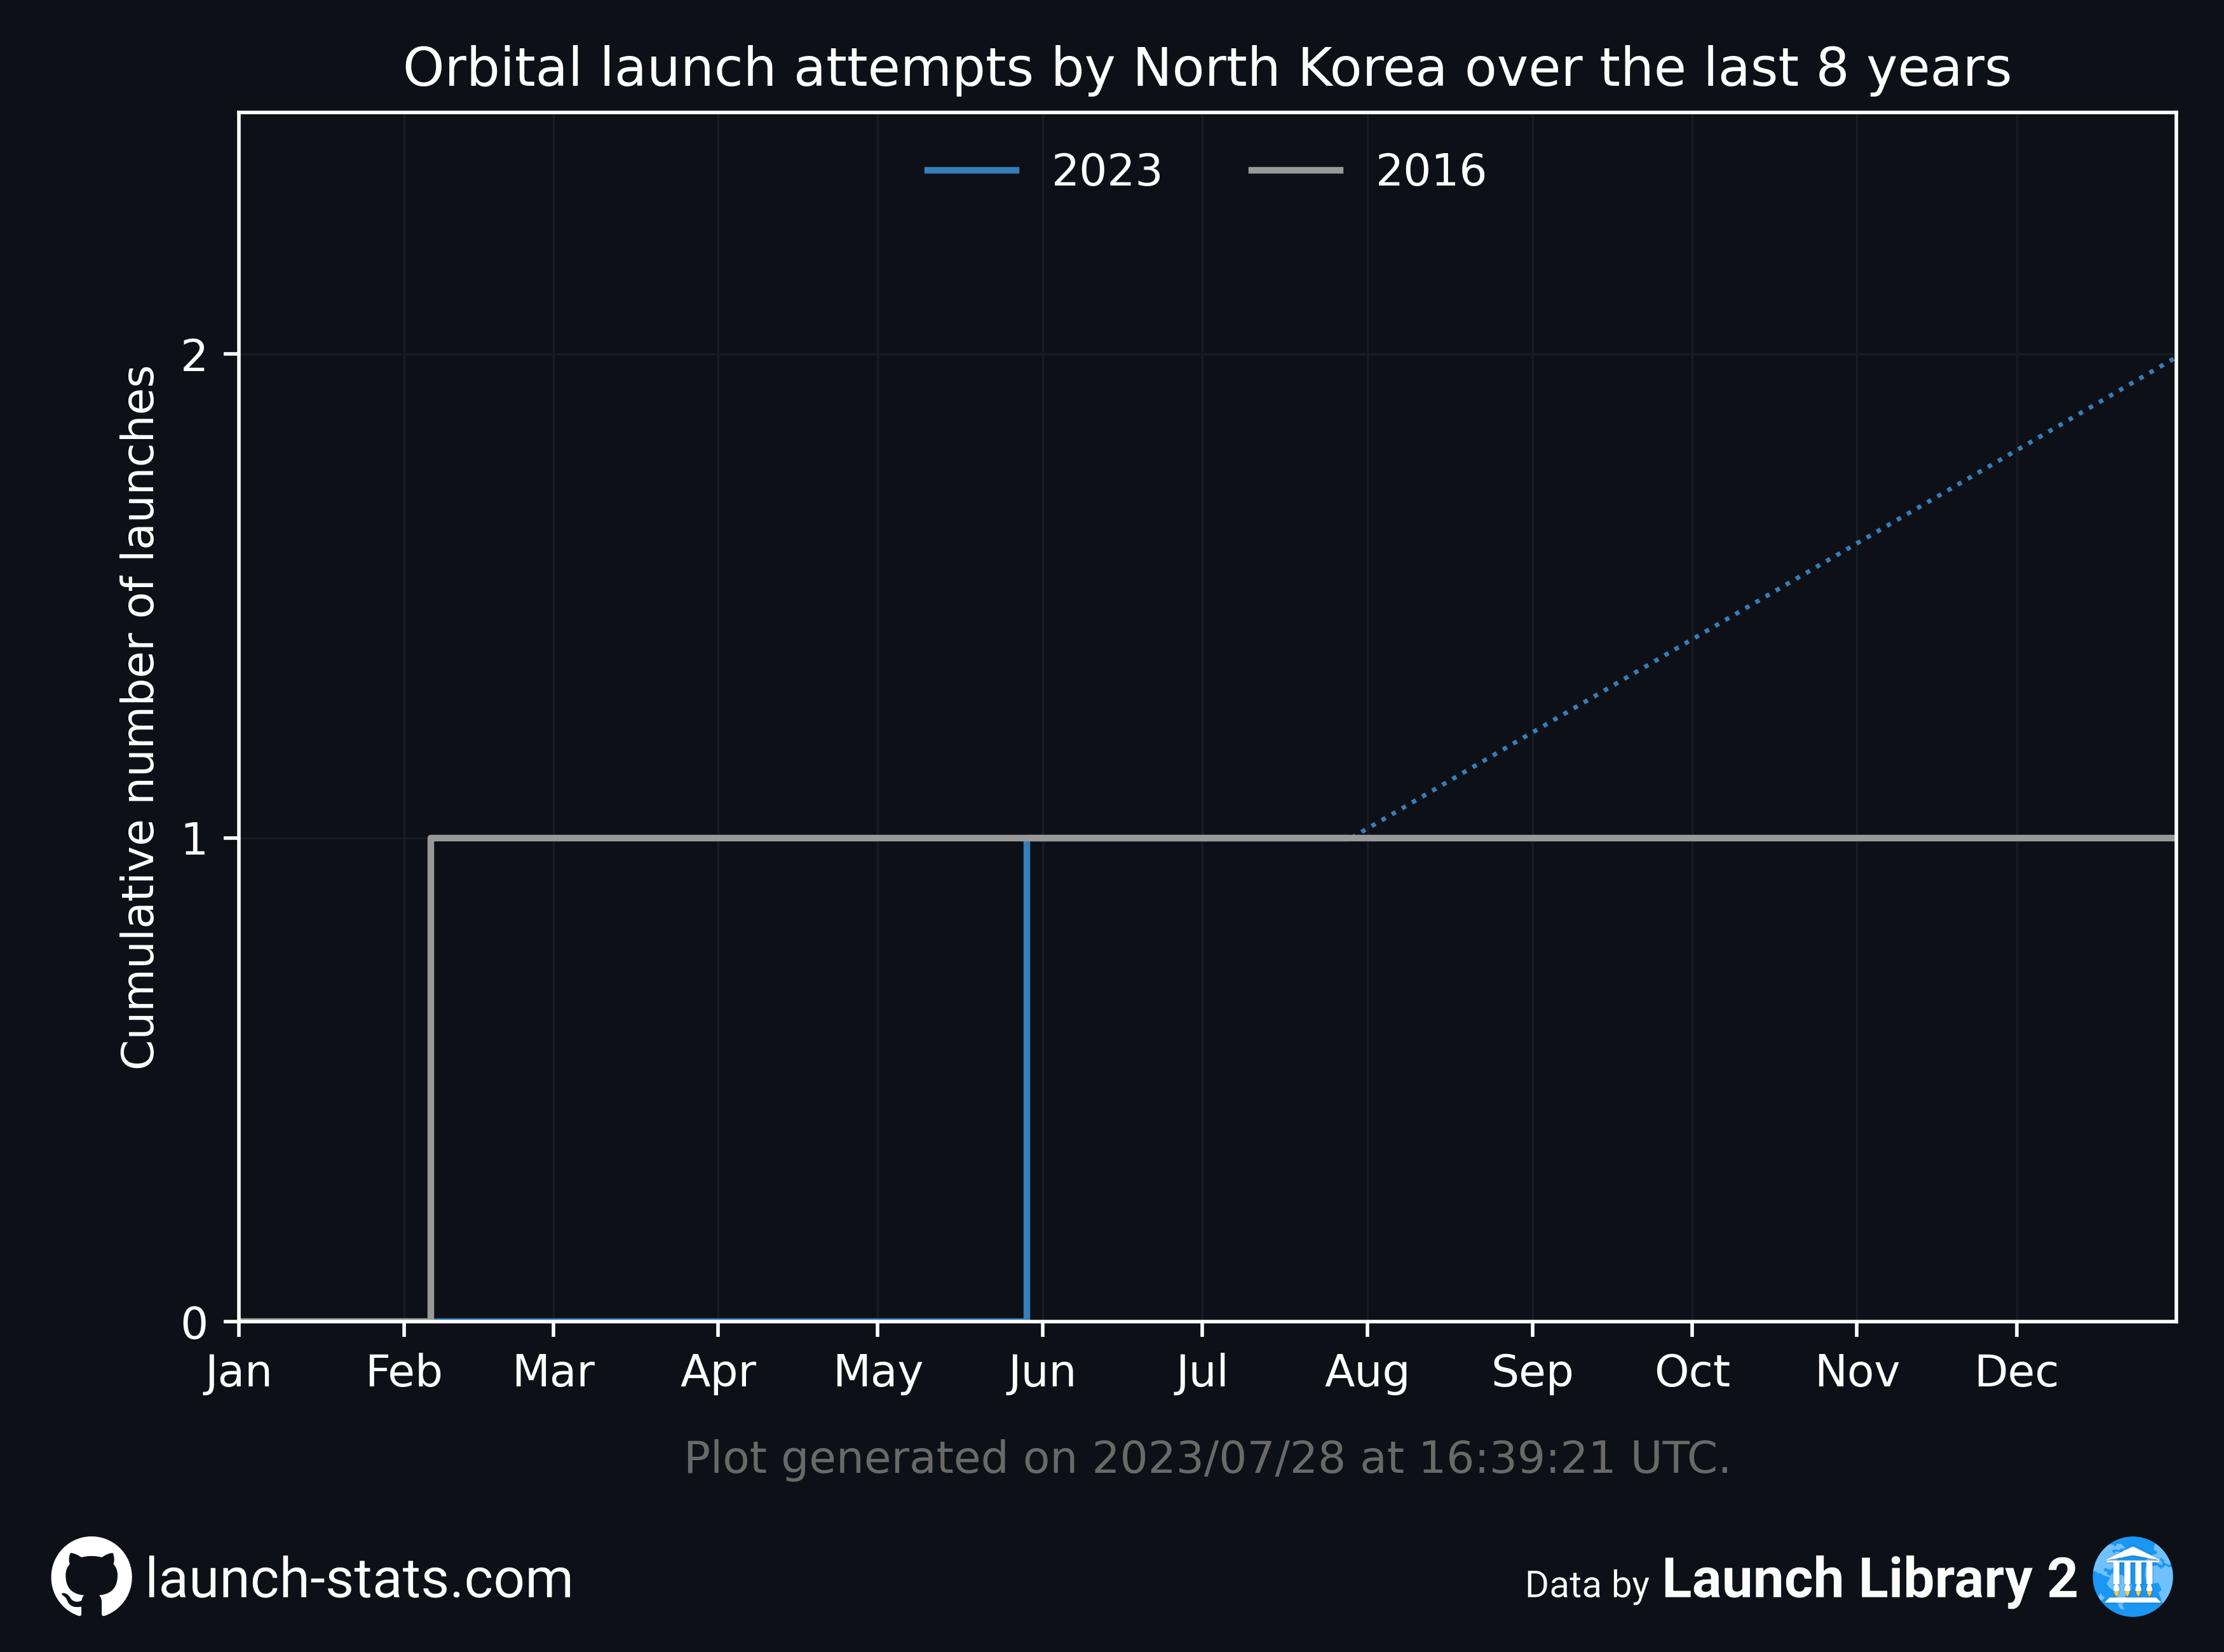 Orbital launch attempts by North Korea over the last 8 years
2023 2016
Cumulative number of launches
2
1
0
Jan Feb Mar Apr May Jun Jul Aug Sep Oct Nov Dec
Plot generated on 2023/07/28 at 16:39:21 UTC.
launch-stats.com
Data by Launch Library 2